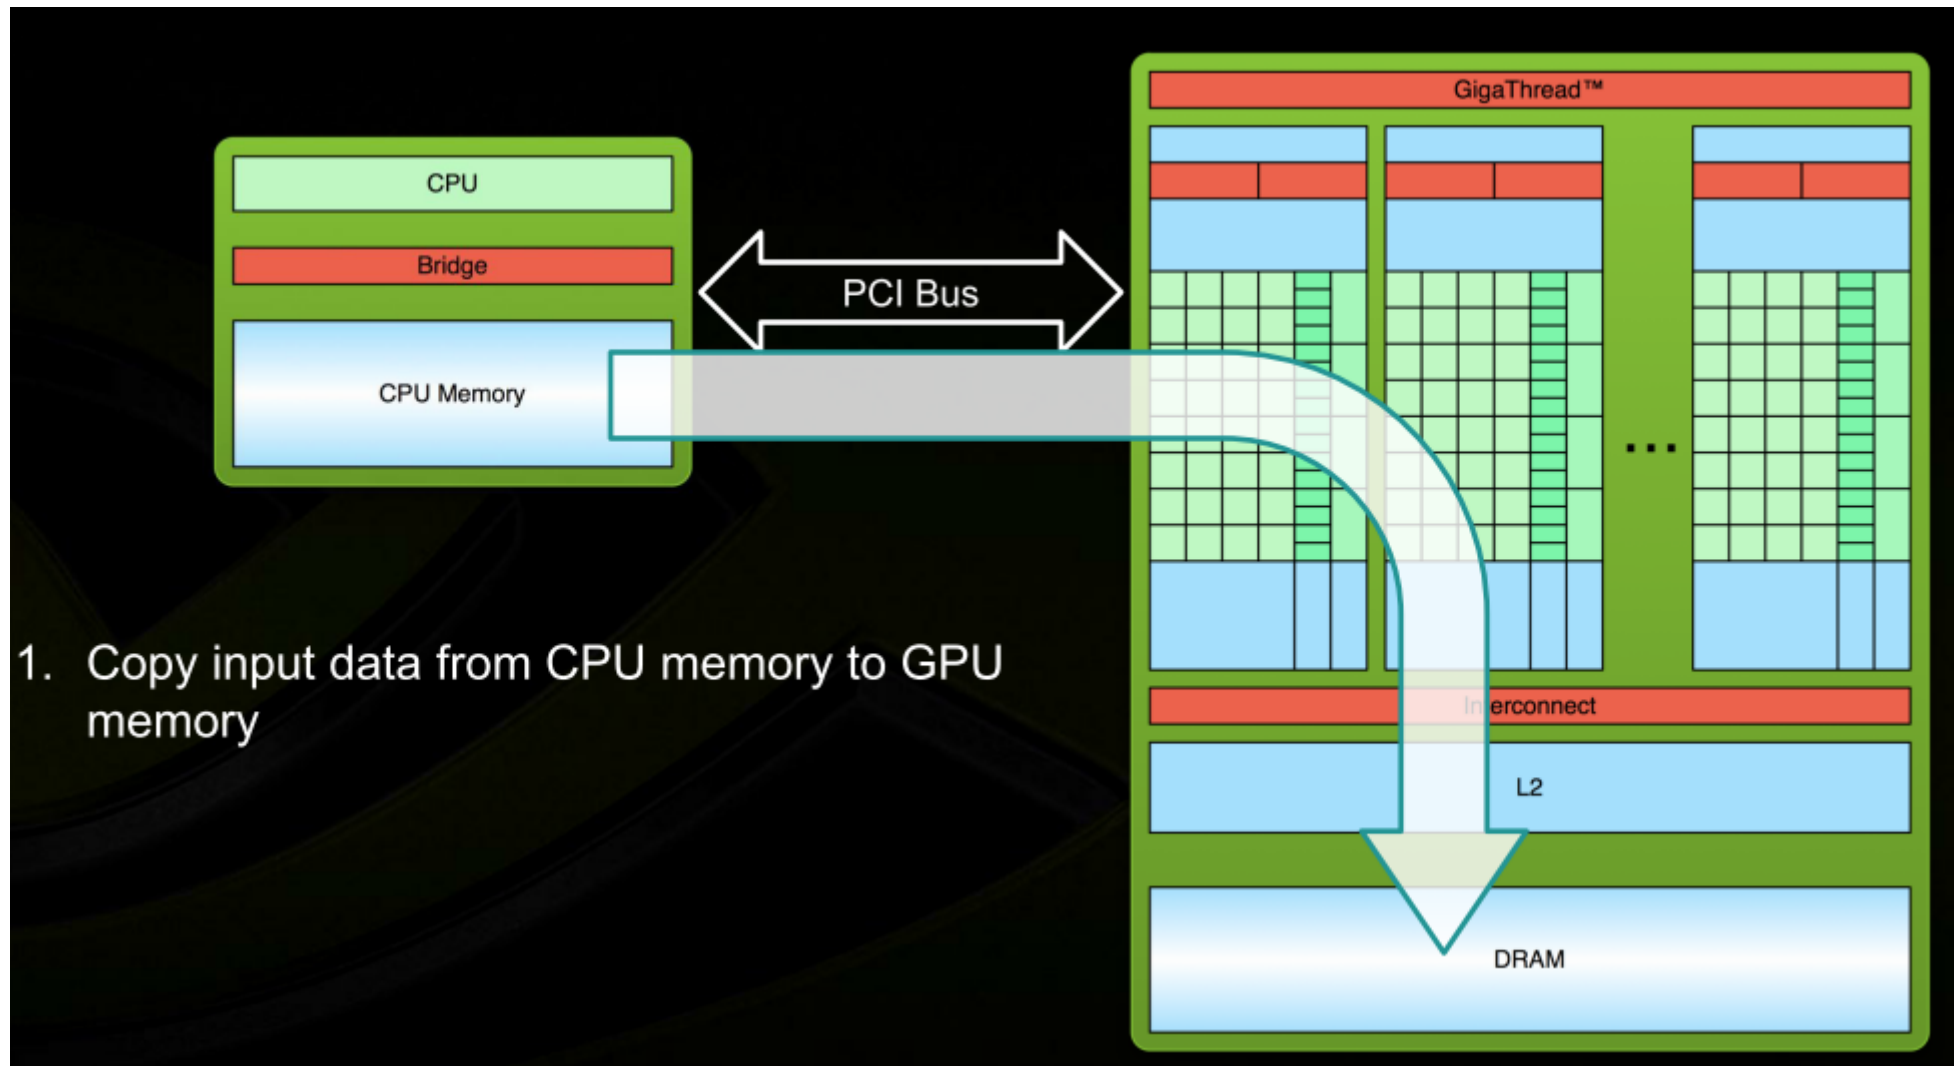 GigaThread™
CPU
Bridge
PCI Bus
CPU Memory
...
1. Copy input data from CPU memory to GPU
memory
Interconnect
L2
DRAM